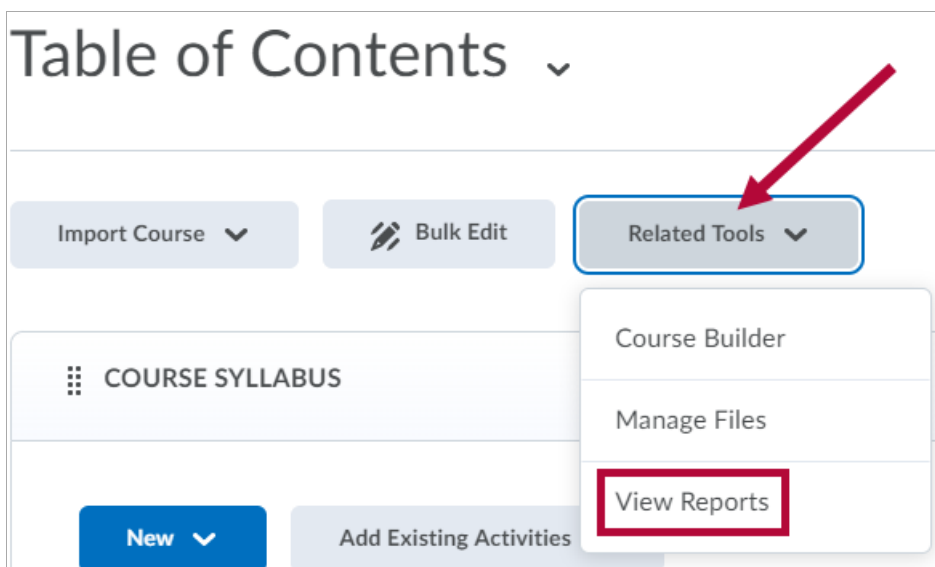 Table of Contents
Import Course
Bulk Edit
Related Tools
Course Builder
COURSE SYLLABUS
Manage Files
View Reports
New
Add Existing Activities